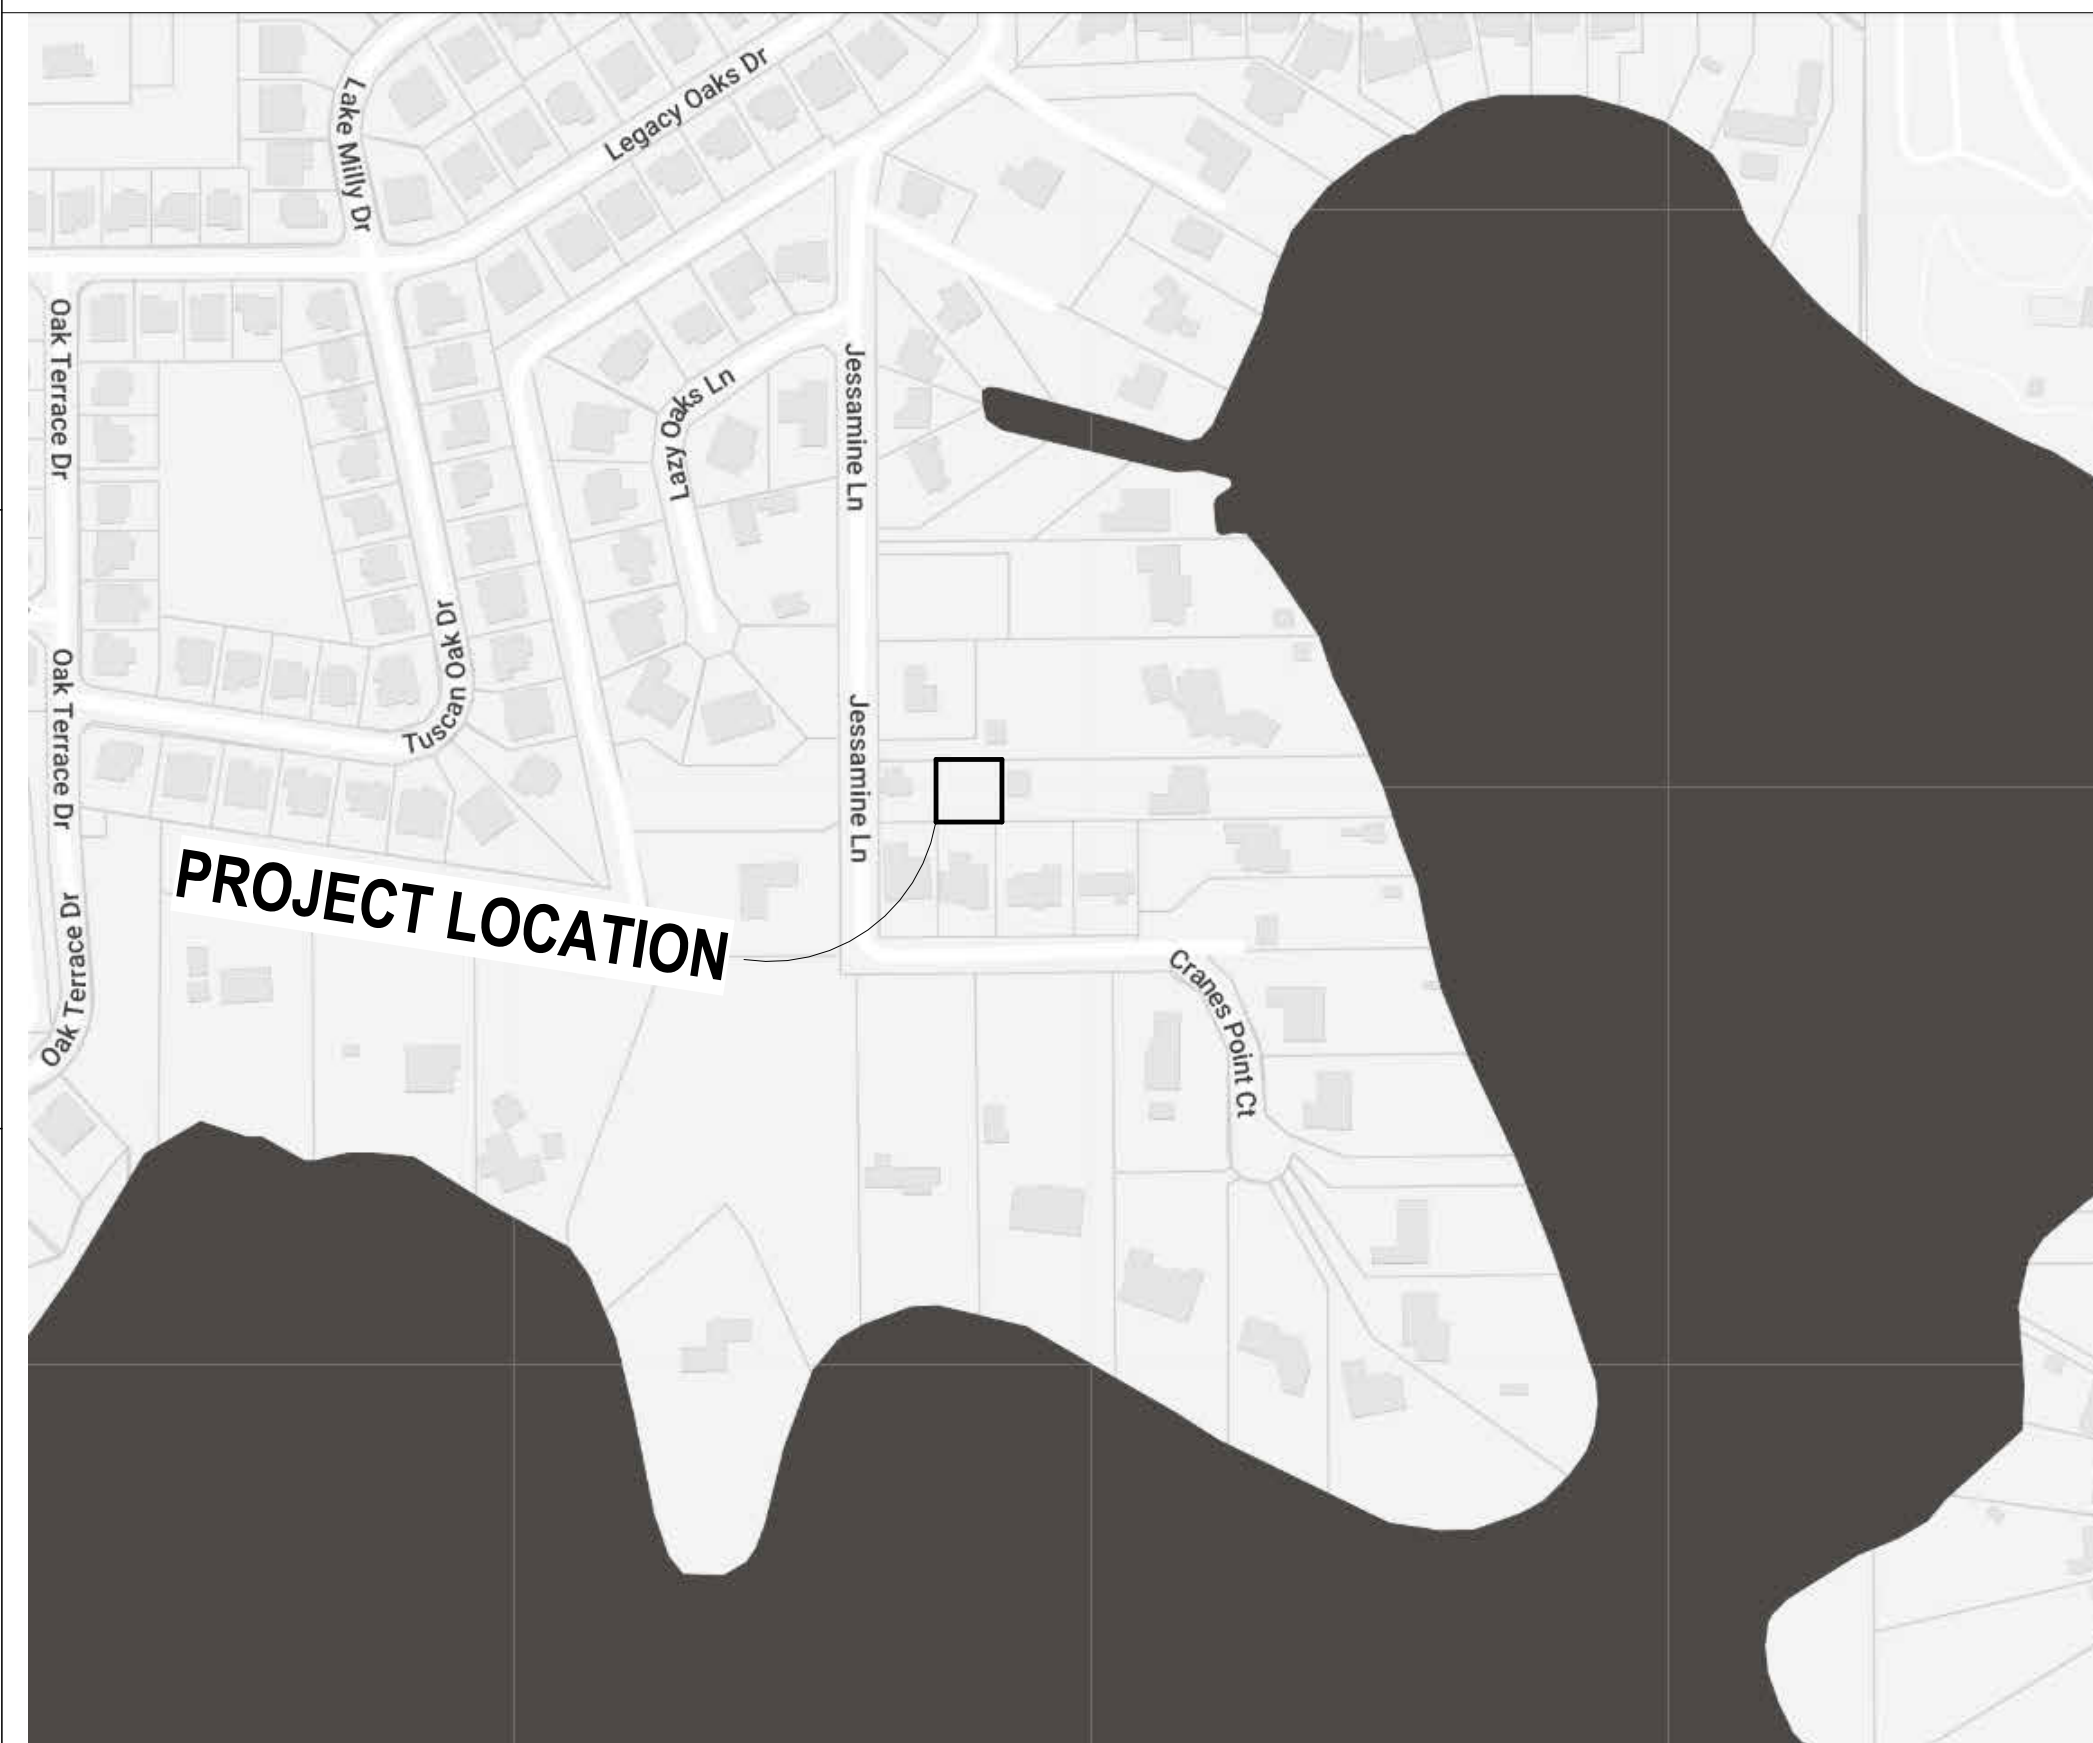 Legacy Oaks Dr
Lake Milly Dr
Oak Terrace Dr
Lazy Oaks Ln
Jessamine Ln
Tuscan Oak Dr
Oak Terrace Dr
Jessamine Ln
PROJECT LOCATION
Oak Terrace Dr
Cranes Point Ct